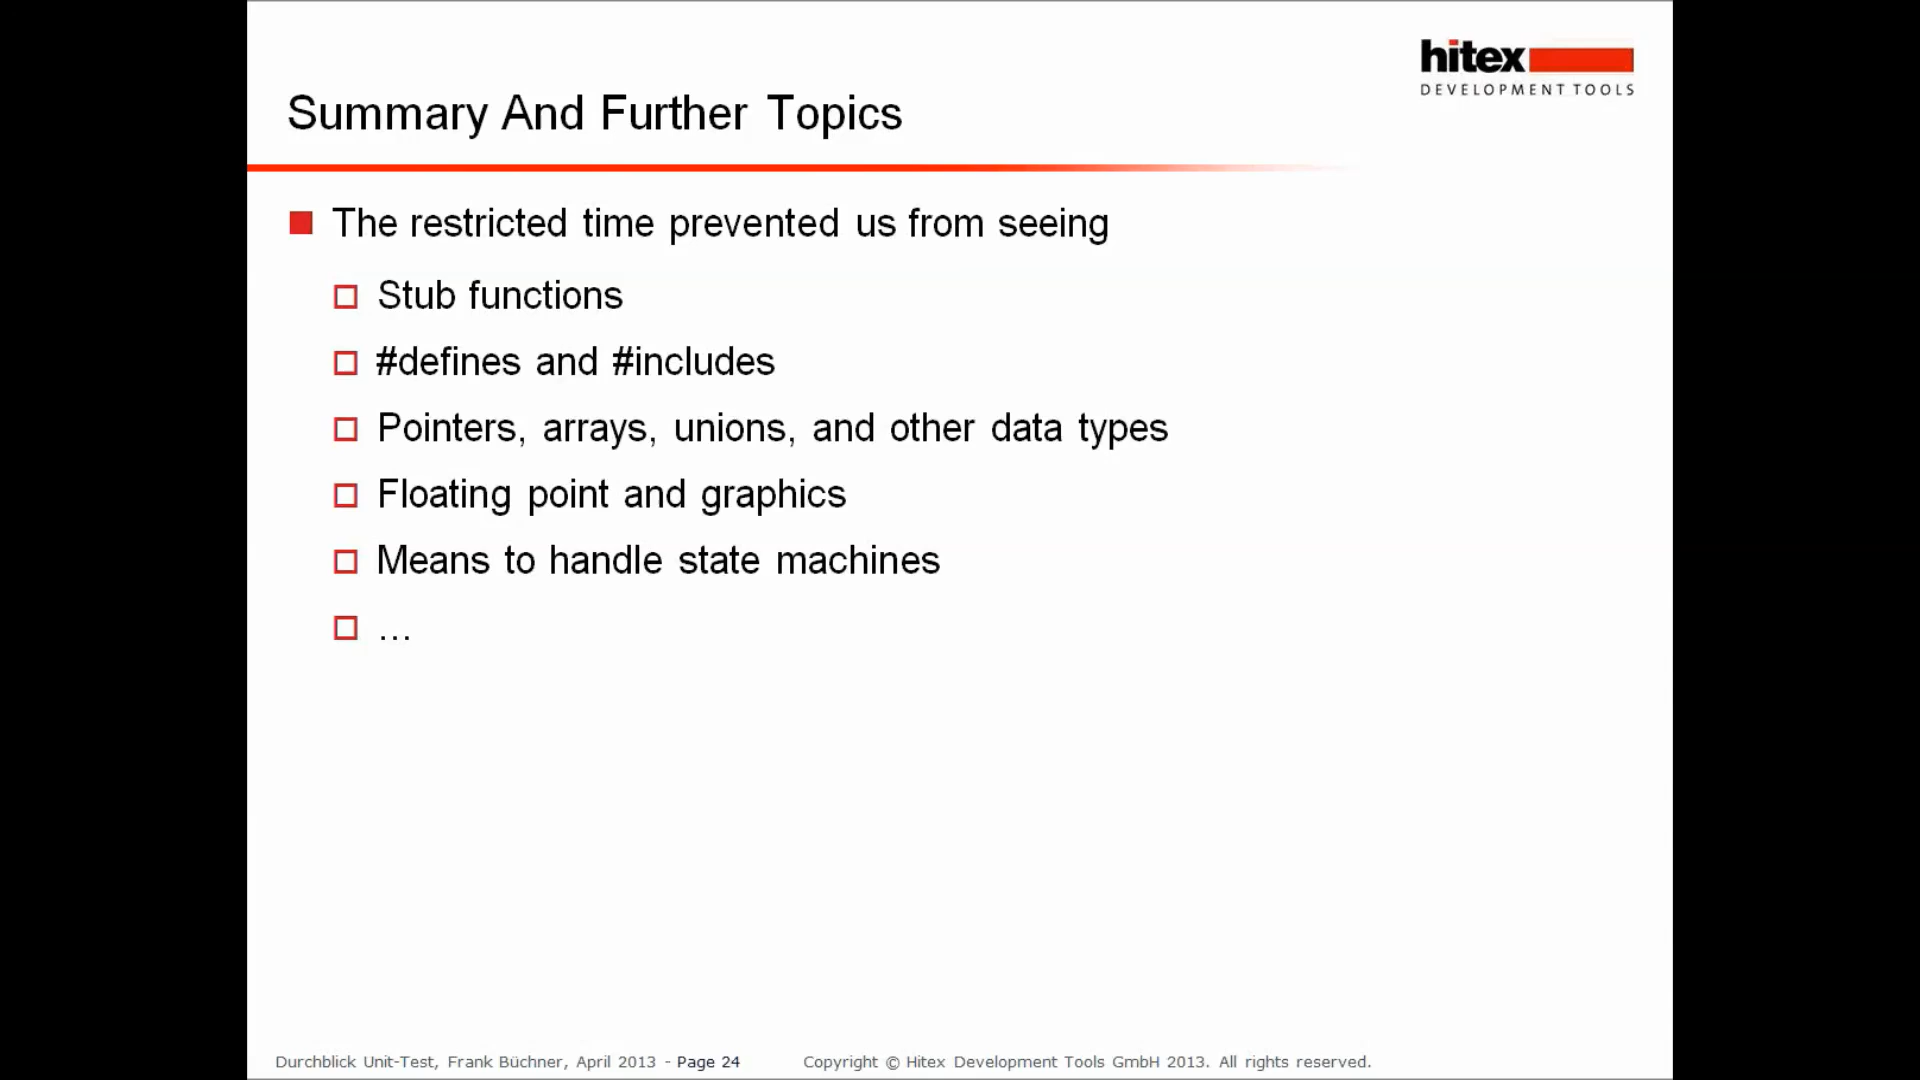 hitex
DEVELOPMENT TOOLS
Summary And Further Topics
The restricted time prevented us from seeing
Stub functions
#defines and #includes
Pointers, arrays, unions, and other data types
Floating point and graphics
Means to handle state machines
...
Durchblick Unit-Test, Frank Büchner, April 2013 - Page 24 Copyright © Hitex Development Tools GmbH 2013. All rights reserved.